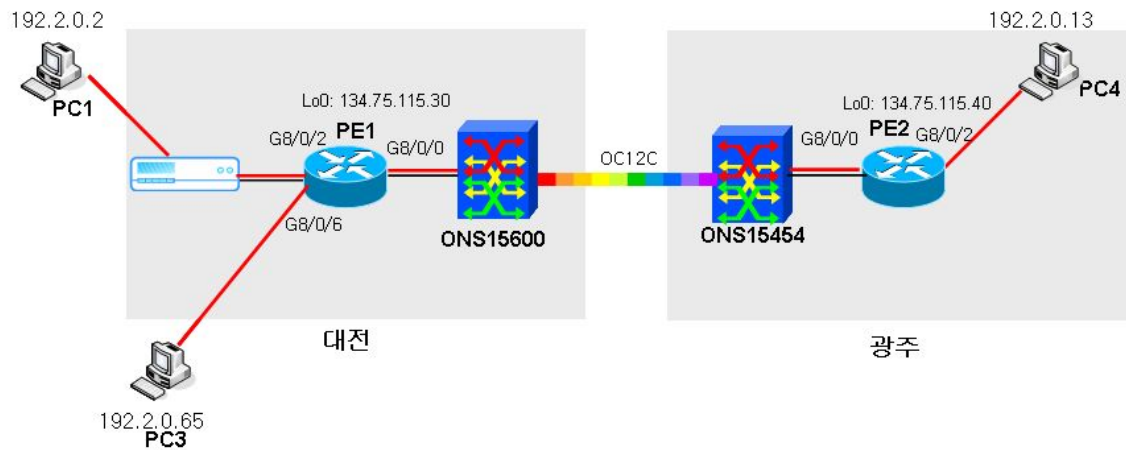 192.2.0.2
PC1
Lo0: 134.75.115.30
G8/0/2
PE1
G8/0/0
G8/0/6
ONS15600
대전
192.2.0.65
PC3
OC12C
192.2.0.13
PC4
Lo0: 134.75.115.40
G8/0/0
PE2
G8/0/2
ONS15454
광주